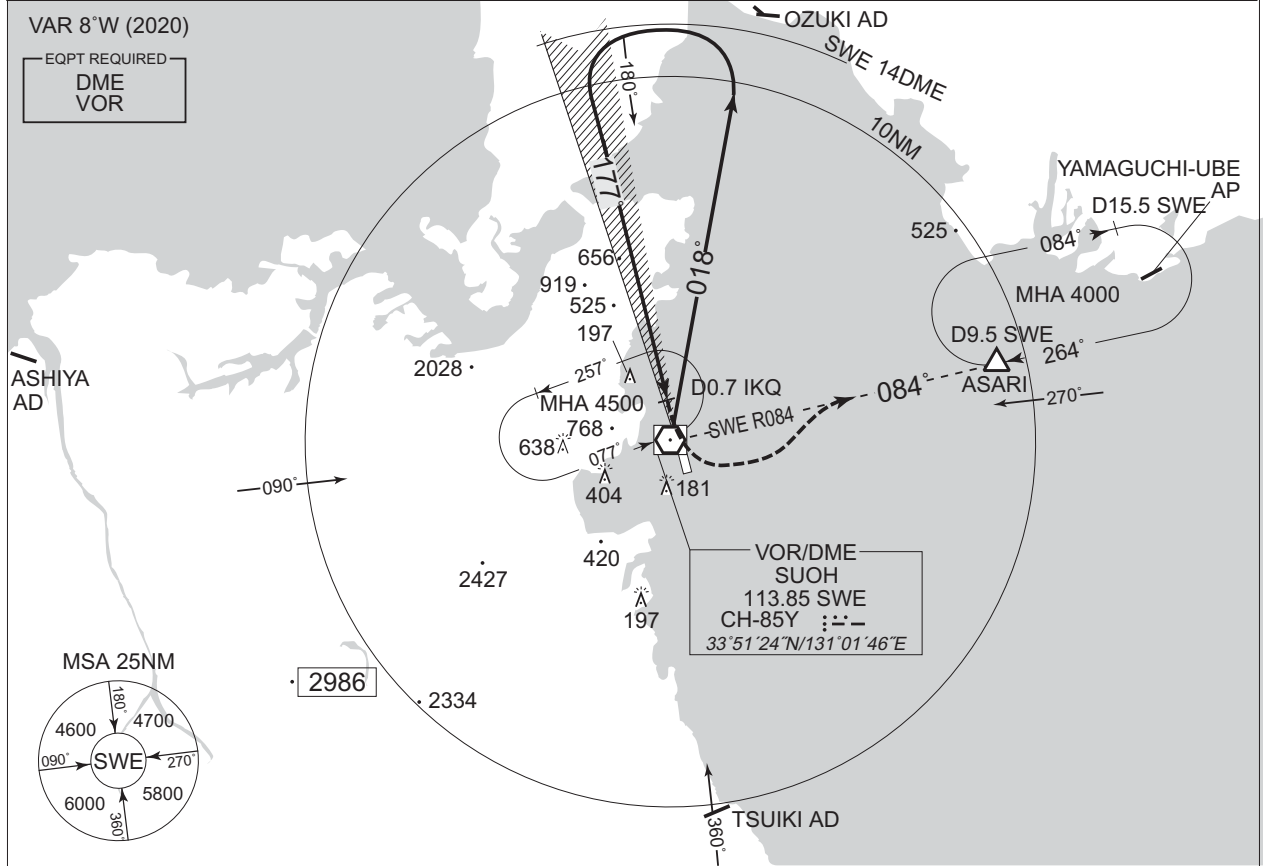 VAR 8°W (2020)
EQPT REQUIRED
DME
VOR
OZUKI AD
SWE 14DME
10NM
180°
177°
018°
YAMAGUCHI-UBE
AP
D15.5 SWE
525
084°
MHA 4000
D9.5 SWE
264°
ASARI
270°
084°
SWE R084
D0.7 IKQ
656
919
525
197
257°
MHA 4500
2028
768
638
077°
404
181
ASHIYA
AD
090°
420
2427
197
VOR/DME
SUOH
113.85 SWE
CH-85Y
33°51´24˝N/131°01´46˝E
2986
2334
MSA 25NM
180°
4600
4700
090°
SWE
270°
6000
5800
360°
TSUIKI AD
360°